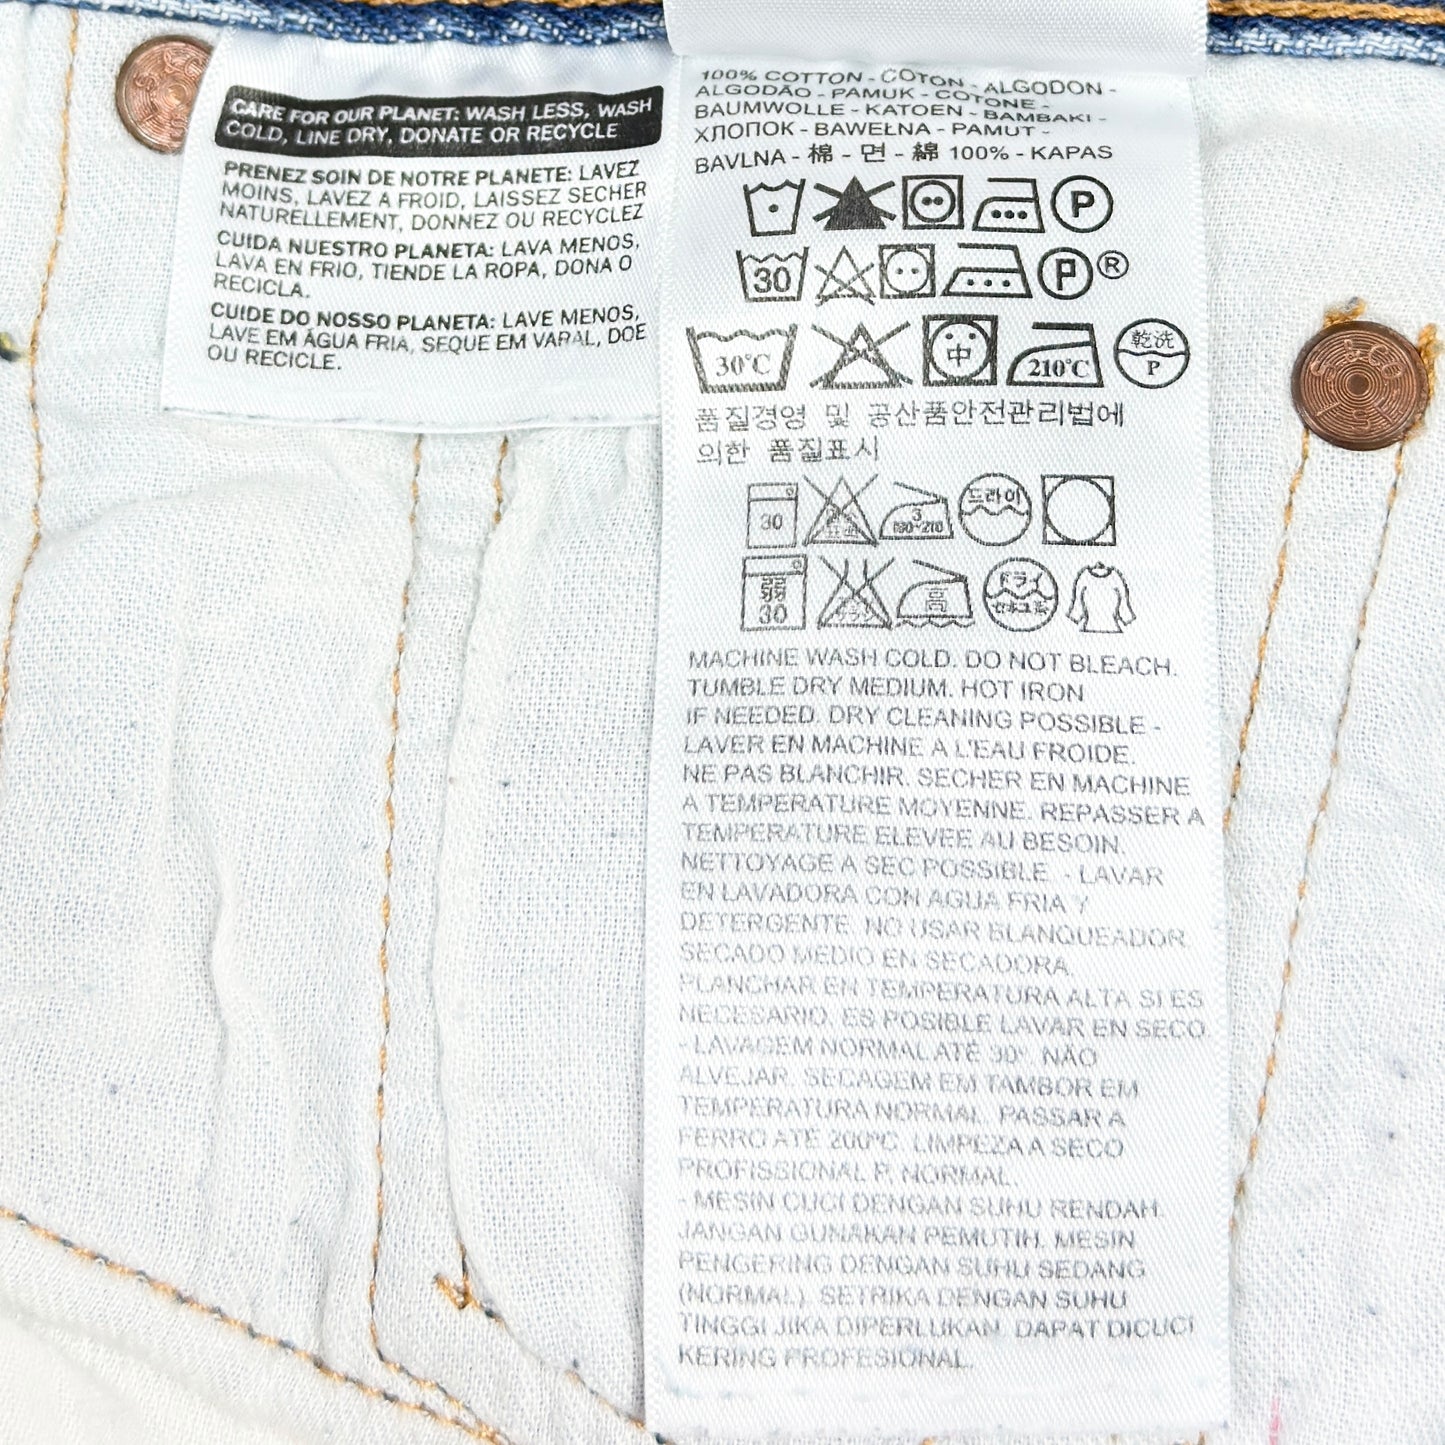 CARE FOR OUR PLANET: WASH LESS, WASH
COLD, LINE DRY, DONATE OR RECYCLE
PRENEZ SOIN DE NOTRE PLANETE: LAVEZ
MOINS, LAVEZ A FROID, LAISSEZ SECHER
NATURELLEMENT, DONNEZ OU RECYCLEZ
CUIDA NUESTRO PLANETA: LAVA MENOS,
LAVA EN FRIO, TIENDE LA ROPA, DONA O
RECICLA.
CUIDE DO NOSSO PLANETA: LAVE MENOS,
LAVE EM ÁGUA FRIA, SEQUE EM VARAL, DOE
OU RECICLE.
100% COTTON - COTON - ALGODON -
ALGODÃO - PAMUK - COTONE -
BAUMWOLLE - KATOEN - BAMBAKI -
ХЛОПОК - BAWEŁNA - PAMUT -
BAVLNA - 棉 - 면 - 綿 100% - KAPAS
P
30 P ®
30°C 中 210°C 乾洗 P
품질경영 및 공산품안전관리법에
의한 품질표시
30 3 180~210 드라이
弱 30 高 ドライ
MACHINE WASH COLD. DO NOT BLEACH.
TUMBLE DRY MEDIUM. HOT IRON
IF NEEDED. DRY CLEANING POSSIBLE -
LAVER EN MACHINE A L'EAU FROIDE.
NE PAS BLANCHIR. SECHER EN MACHINE
A TEMPERATURE MOYENNE. REPASSER A
TEMPERATURE ELEVEE AU BESOIN.
NETTOYAGE A SEC POSSIBLE. - LAVAR
EN LAVADORA CON AGUA FRIA Y
DETERGENTE. NO USAR BLANQUEADOR.
SECADO MEDIO EN SECADORA.
PLANCHAR EN TEMPERATURA ALTA SI ES
NECESARIO. ES POSIBLE LAVAR EN SECO.
- LAVAGEM NORMAL ATÉ 30º. NÃO
ALVEJAR. SECAGEM EM TAMBOR EM
TEMPERATURA NORMAL. PASSAR A
FERRO ATÉ 200ºC. LIMPEZA A SECO
PROFISSIONAL P, NORMAL.
- MESIN CUCI DENGAN SUHU RENDAH.
JANGAN GUNAKAN PEMUTIH. MESIN
PENGERING DENGAN SUHU SEDANG
(NORMAL). SETRIKA DENGAN SUHU
TINGGI JIKA DIPERLUKAN. DAPAT DICUCI
KERING PROFESIONAL.